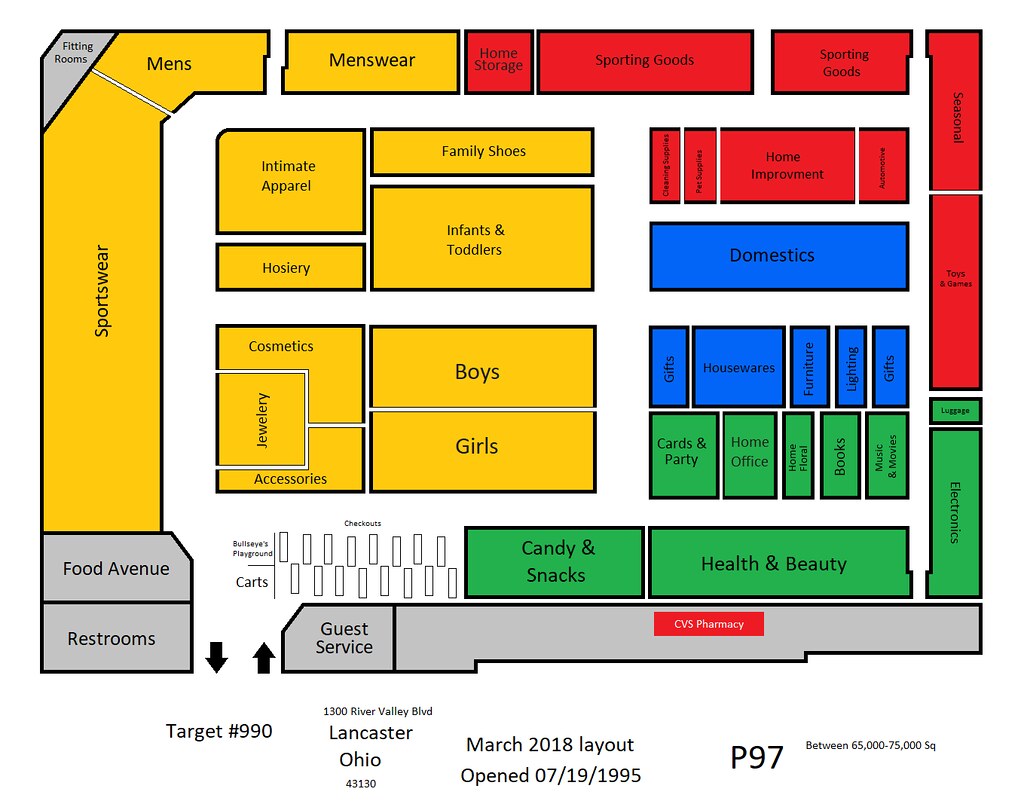 Fitting
Rooms
Mens
Menswear
Home
Storage
Sporting Goods
Sporting
Goods
Seasonal
Intimate
Apparel
Family Shoes
Cleaning Supplies
Pet Supplies
Home
Improvment
Automotive
Infants &
Toddlers
Hosiery
Domestics
Toys
& Games
Sportswear
Cosmetics
Boys
Gifts
Housewares
Furniture
Lighting
Gifts
Jewelery
Luggage
Girls
Cards &
Party
Home
Office
Home
Floral
Books
Music
& Movies
Accessories
Electronics
Checkouts
Bullseye's
Playground
Carts
Candy &
Snacks
Health & Beauty
Food Avenue
Restrooms
Guest
Service
CVS Pharmacy
Target #990
1300 River Valley Blvd
Lancaster
Ohio
43130
March 2018 layout
Opened 07/19/1995
P97
Between 65,000-75,000 Sq